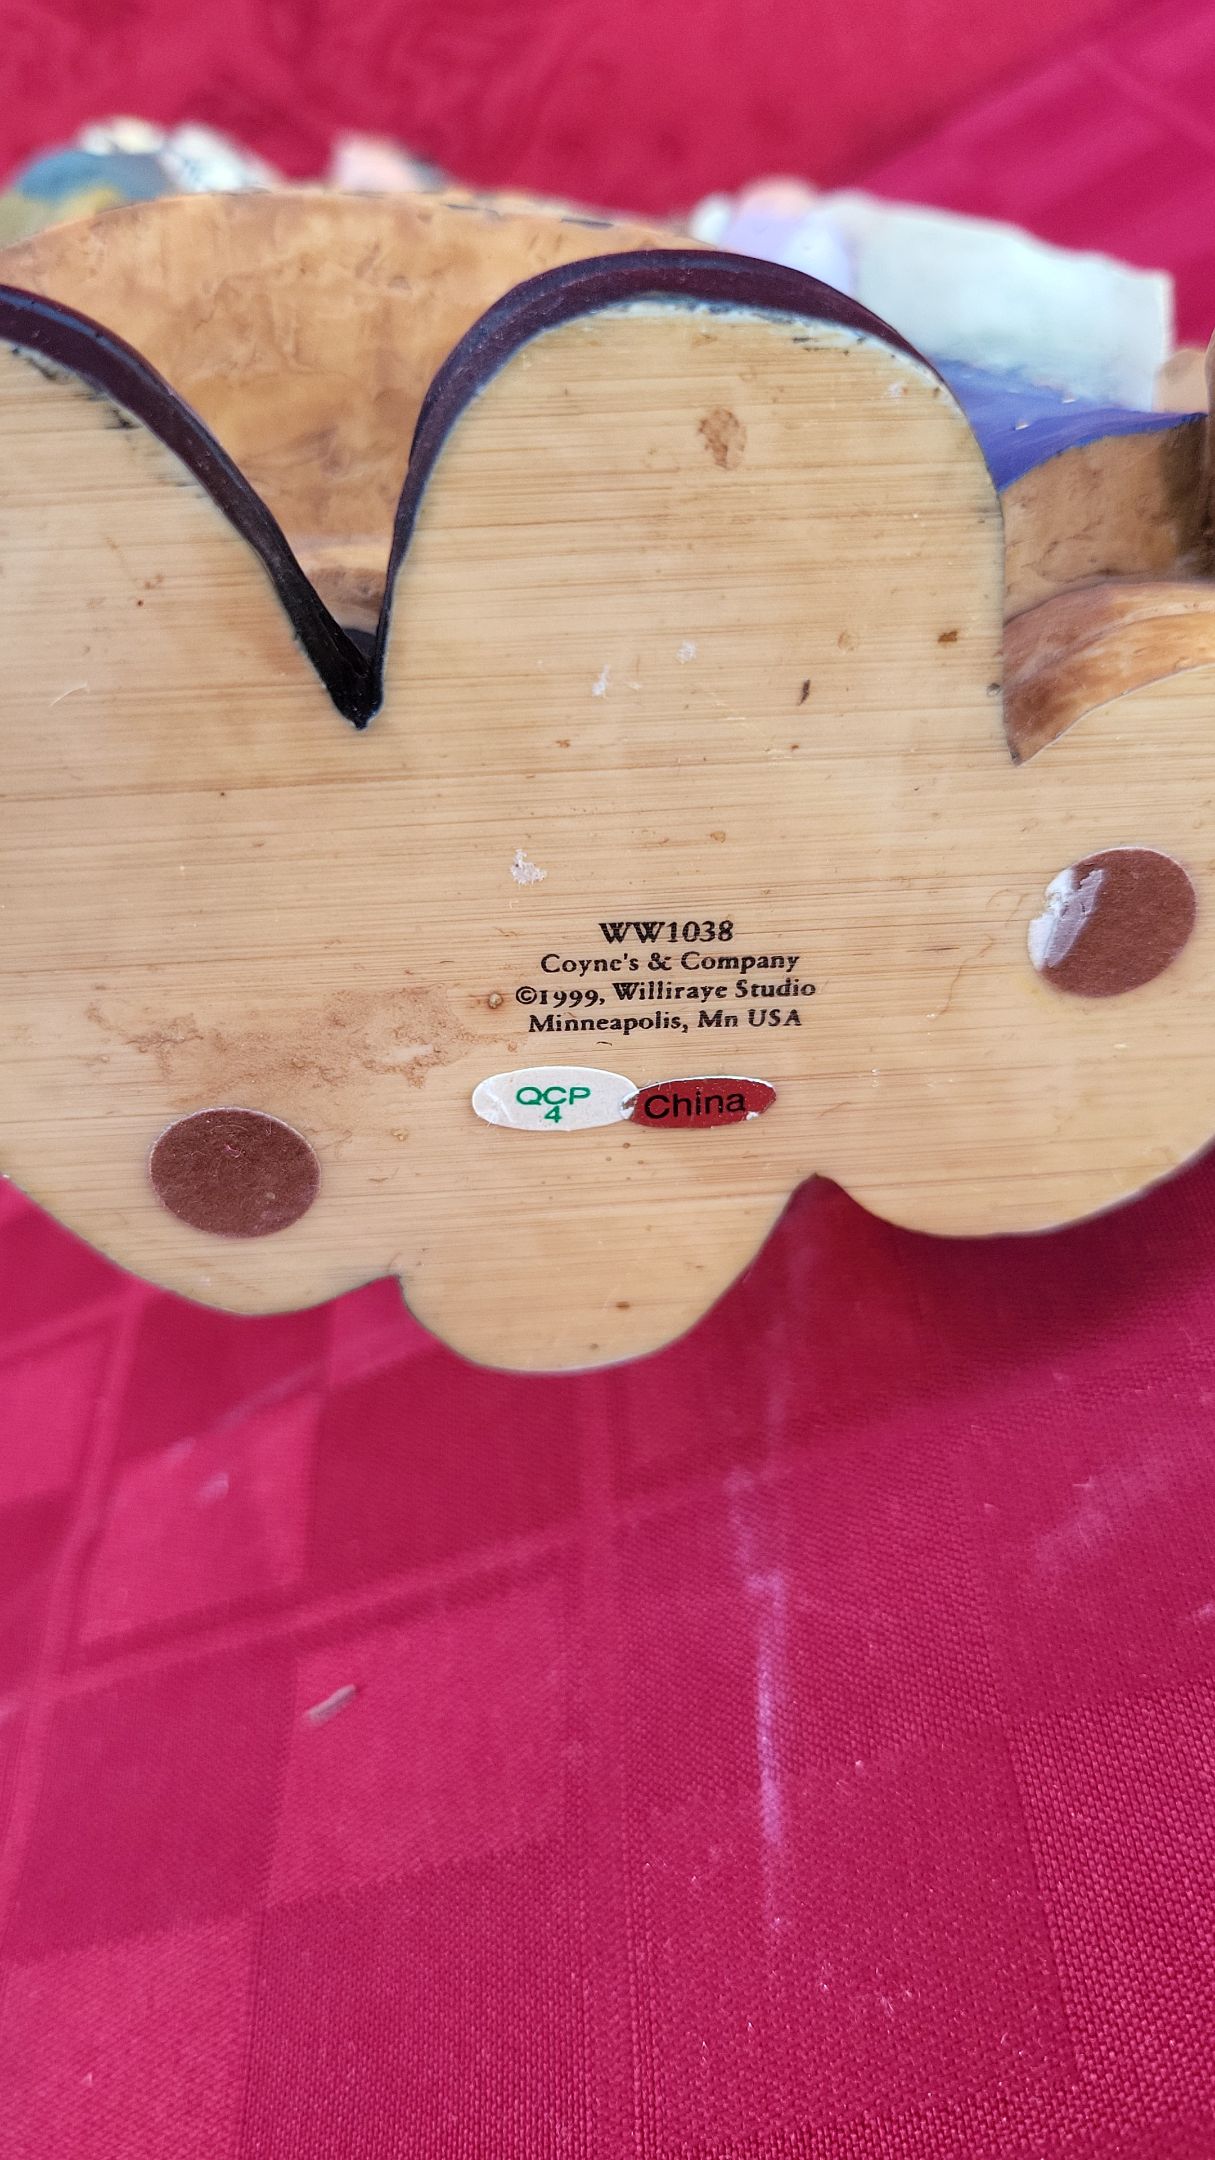 WW1038
Coyne's & Company
©1999, Williraye Studio
Minneapolis, Mn USA
QCP
4
China